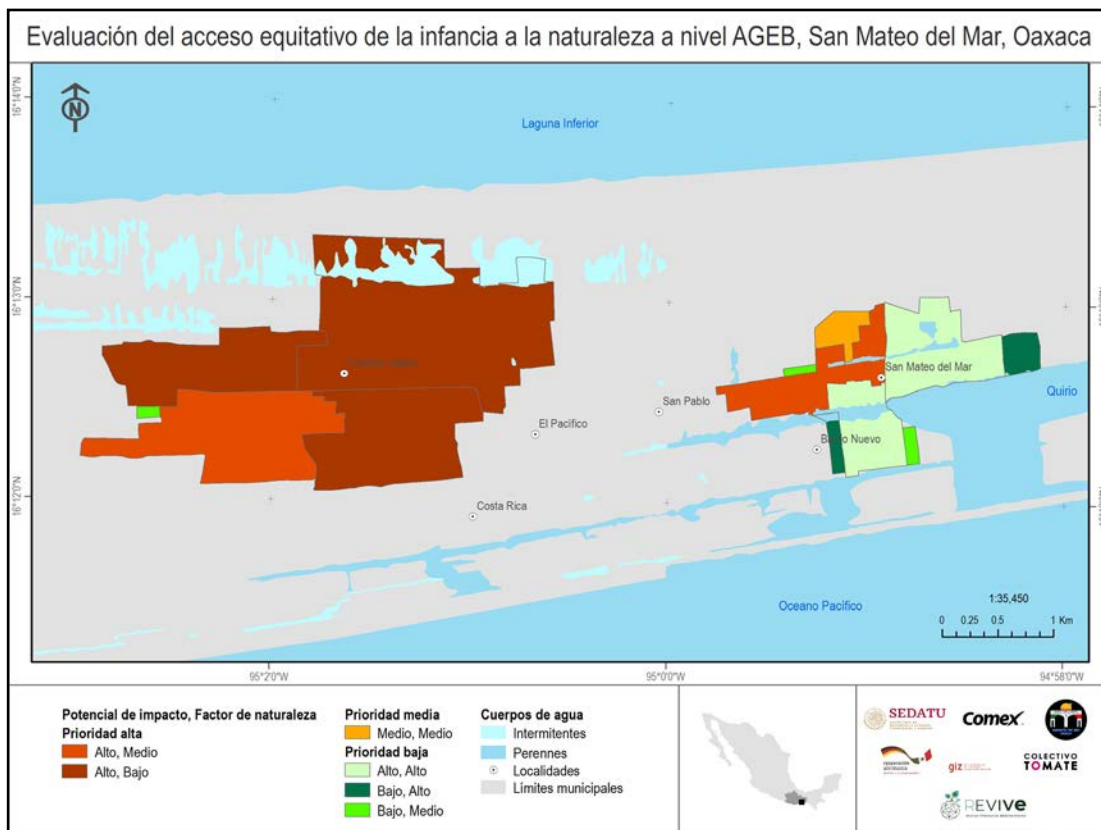 Evaluación del acceso equitativo de la infancia a la naturaleza a nivel AGEB, San Mateo del Mar, Oaxaca
16°14'0"N
N
Laguna Inferior
16°13'0"N
San Mateo del Mar
Quirio
San Pablo
El Pacífico
Nuevo
16°12'0"N
Costa Rica
Oceano Pacífico
1:35,450
0 0.25 0.5 1 Km
95°2'0"W
95°0'0"W
94°58'0"W
Potencial de impacto, Factor de naturaleza
Prioridad alta
Alto, Medio
Alto, Bajo
Prioridad media
Medio, Medio
Prioridad baja
Alto, Alto
Bajo, Alto
Bajo, Medio
Cuerpos de agua
Intermitentes
Perennes
Localidades
Limites municipales
SEDATU
Comex
giz
COLECTIVO
TOMATE
REVIVE